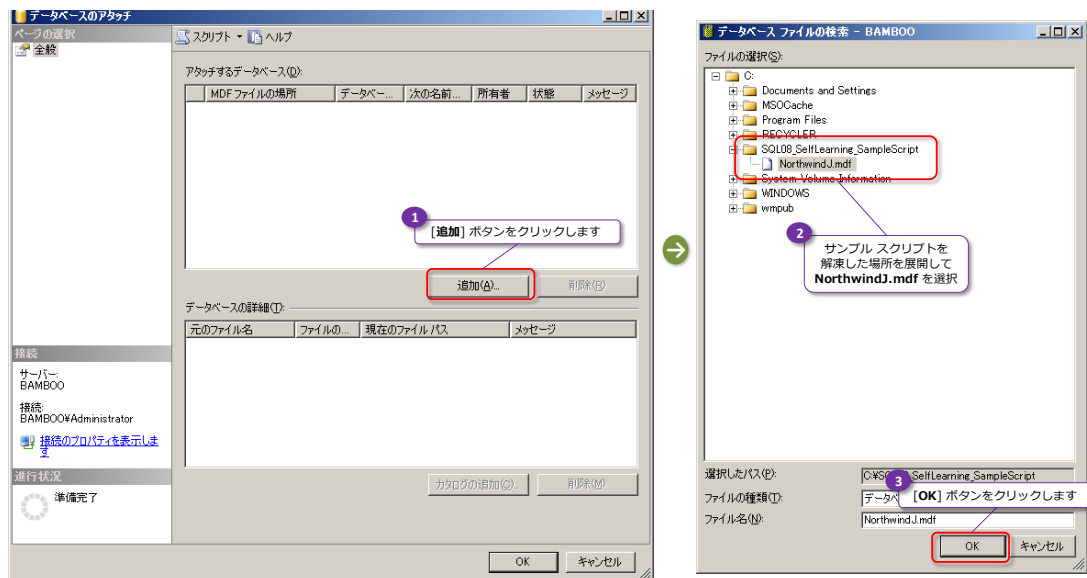 データベースのアタッチ
ページの選択
全般
スクリプト
ヘルプ
アタッチするデータベース(D):
MDF ファイルの場所
データベー...
次の名前...
所有者
状態
メッセージ
1
[追加] ボタンをクリックします
追加(A)...
削除(R)
データベースの詳細(T):
元のファイル名
ファイルの...
現在のファイル パス
メッセージ
接続
サーバー:
BAMBOO
接続:
BAMBOO¥Administrator
接続のプロパティを表示しま
す
進行状況
準備完了
カタログの追加(C)...
削除(M)
OK
キャンセル
データベース ファイルの検索 - BAMBOO
ファイルの選択(S):
C:
Documents and Settings
MSOCache
Program Files
RECYCLER
SQL08_SelfLearning_SampleScript
NorthwindJ.mdf
System Volume Information
WINDOWS
wmpub
2
サンプル スクリプトを
解凍した場所を展開して
NorthwindJ.mdf を選択
選択したパス(P):
C:¥SQ
SelfLearning_SampleScript
3
ファイルの種類(T):
データベ
[OK] ボタンをクリックします
ファイル名(N):
NorthwindJ.mdf
OK
キャンセル